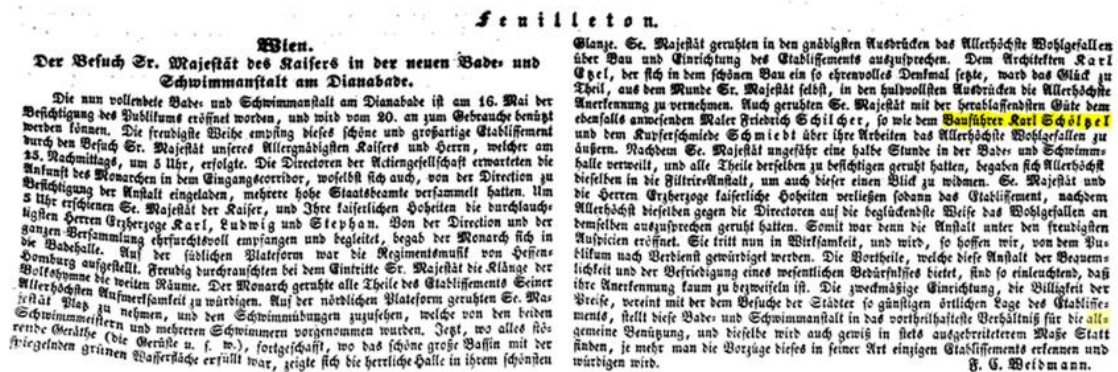 Feuilleton.
Wien.
Der Besuch Sr. Majestät des Kaisers in der neuen Bade- und
Schwimmanstalt am Dianabade.
Die nun vollendete Bade- und Schwimmanstalt am Dianabade ist am 16. Mai der
Besichtigung des Publikums eröffnet worden, und wird vom 20. an zum Gebrauche benützt
werden können. Die freudigste Weihe empfing dieses schöne und großartige Etablissement
durch den Besuch Sr. Majestät unseres Allergnädigsten Kaisers und Herrn, welcher am
15. Nachmittags, um 5 Uhr, erfolgte. Die Directoren der Actiengesellschaft erwarteten die
Ankunft des Monarchen in dem Eingangscorridor, woselbst sich auch, von der Direction zu
Besichtigung der Anstalt eingeladen, mehrere hohe Staatsbeamte versammelt hatten. Um
5 Uhr erschienen Se. Majestät der Kaiser, und Ihre kaiserlichen Hoheiten die durchlauch-
tigsten Herren Erzherzoge Karl, Ludwig und Stephan. Von der Direction und der
ganzen Versammlung ehrfurchtsvoll empfangen und begleitet, begab der Monarch sich in
die Badehalle. Auf der südlichen Plateform war die Regimentsmusik von Hessen-
Homburg aufgestellt. Freudig durchrauschten bei dem Eintritte Sr. Majestät die Klänge der
Volkshymne die weiten Räume. Der Monarch geruhte alle Theile des Etablissements Seiner
Allerhöchsten Aufmerksamkeit zu würdigen. Auf der nördlichen Plateform geruhten Se. Ma-
jestät Platz zu nehmen, und den Schwimmübungen zuzusehen, welche von den beiden
Schwimmmeistern und mehreren Schwimmern vorgenommen wurden. Jetzt, wo alles stö-
rende Geräthe (die Gerüste u. s. w.), fortgeschafft, wo das schöne große Bassin mit der
spiegelnden grünen Wasserfläche erfüllt war, zeigte sich die herrliche Halle in ihrem schönsten
Glanze. Se. Majestät geruhten in den gnädigsten Ausdrücken das Allerhöchste Wohlgefallen
über Bau und Einrichtung des Etablissements auszusprechen. Dem Architekten Karl
Etzel, der sich in dem schönen Bau ein so ehrenvolles Denkmal setzte, ward das Glück zu
Theil, aus dem Munde Sr. Majestät selbst, in den huldvollsten Ausdrücken die Allerhöchste
Anerkennung zu vernehmen. Auch geruhten Se. Majestät mit der herablassendsten Güte dem
ebenfalls anwesenden Maler Friedrich Schilcher, so wie dem Bauführer Karl Schölzel
und dem Kupferschmiede Schmiedt über ihre Arbeiten das Allerhöchste Wohlgefallen zu
äußern. Nachdem Se. Majestät ungefähr eine halbe Stunde in der Bade- und Schwimm-
halle verweilt, und alle Theile derselben zu besichtigen geruht hatten, begaben sich Allerhöchst
dieselben in die Filtrir-Anstalt, um auch dieser einen Blick zu widmen. Se. Majestät und
die Herren Erzherzoge kaiserliche Hoheiten verließen sodann das Etablissement, nachdem
Allerhöchst dieselben gegen die Directoren auf die beglückendste Weise das Wohlgefallen an
demselben auszusprechen geruht hatten. Somit war denn die Anstalt unter den freudigsten
Auspicien eröffnet. Sie tritt nun in Wirksamkeit, und wird, so hoffen wir, von dem Pu-
blikum nach Verdienst gewürdigt werden. Die Vortheile, welche diese Anstalt der Bequem-
lichkeit und der Befriedigung eines wesentlichen Bedürfnisses bietet, sind so einleuchtend, daß
ihre Anerkennung kaum zu bezweifeln ist. Die zweckmäßige Einrichtung, die Billigkeit der
Preise, vereint mit der dem Besuche der Städter so günstigen örtlichen Lage des Etablisse-
ments, stellt diese Bade- und Schwimmanstalt in das vortheilhafteste Verhältniß für die all-
gemeine Benützung, und dieselbe wird auch gewiß in stets ausgebreiteterem Maße Statt
finden, je mehr man die Vorzüge dieses in seiner Art einzigen Etablissements erkennen und
würdigen wird.
F. C. Weidmann.